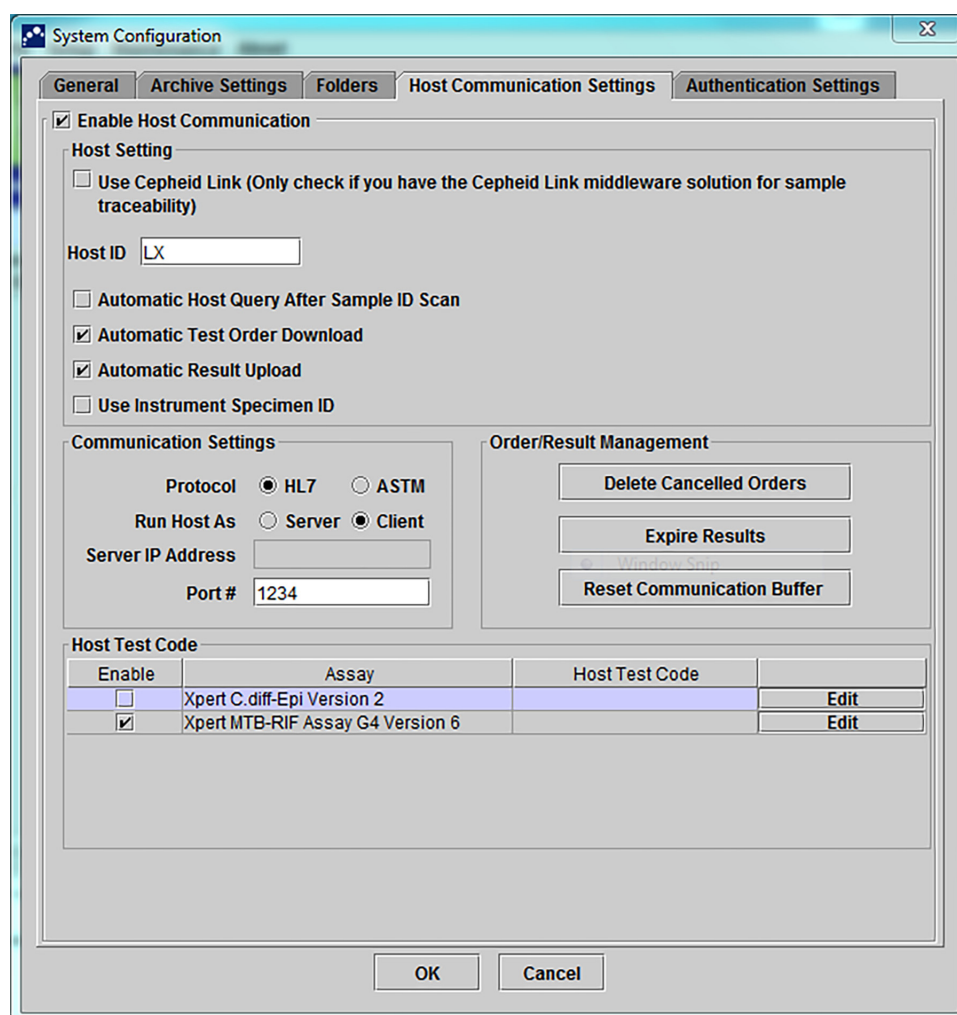 System Configuration
General Archive Settings Folders Host Communication Settings Authentication Settings
Enable Host Communication
Host Setting
Use Cepheid Link (Only check if you have the Cepheid Link middleware solution for sample
traceability)
Host ID LX
Automatic Host Query After Sample ID Scan
Automatic Test Order Download
Automatic Result Upload
Use Instrument Specimen ID
Communication Settings
Protocol HL7 ASTM
Run Host As Server Client
Server IP Address
Port # 1234
Order/Result Management
Delete Cancelled Orders
Expire Results
Window Snip
Reset Communication Buffer
Host Test Code
Enable Assay Host Test Code
Xpert C.diff-Epi Version 2 Edit
Xpert MTB-RIF Assay G4 Version 6 Edit
OK Cancel